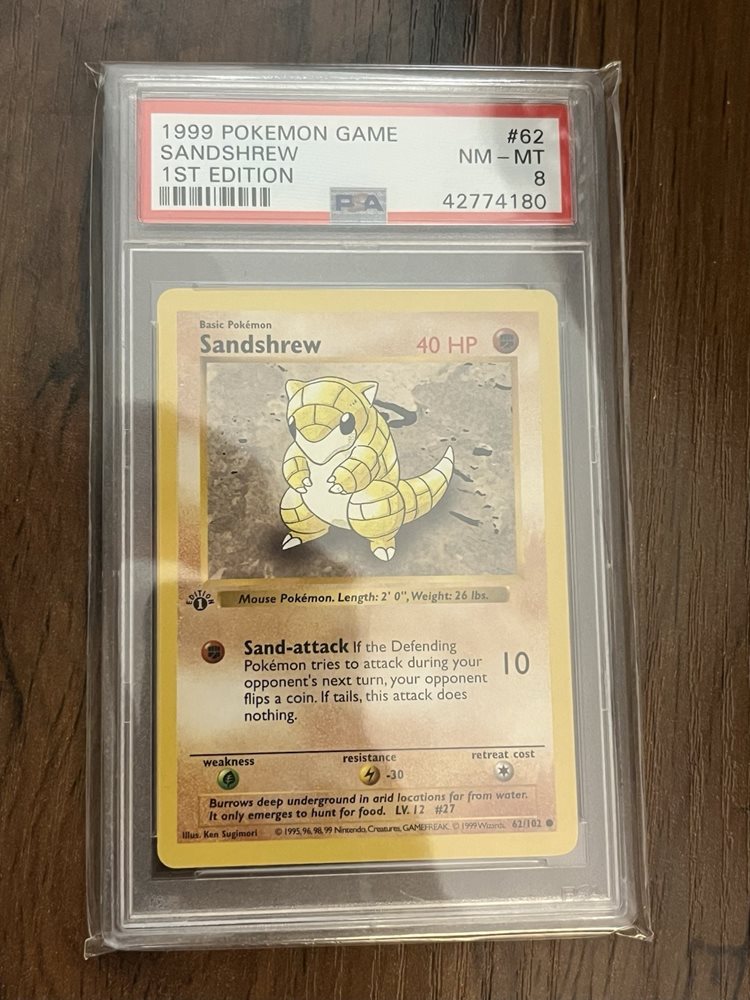 1999 POKEMON GAME #62
SANDSHREW NM - MT
1ST EDITION 8
PSA 42774180
Basic Pokémon
Sandshrew 40 HP
EDITION 1
Mouse Pokémon. Length: 2' 0", Weight: 26 lbs.
Sand-attack If the Defending
Pokémon tries to attack during your
opponent's next turn, your opponent
flips a coin. If tails, this attack does
nothing.
10
weakness resistance retreat cost
-30
Burrows deep underground in arid locations far from water.
It only emerges to hunt for food. LV. 12 #27
Illus. Ken Sugimori © 1995, 96, 98, 99 Nintendo, Creatures, GAMEFREAK. © 1999 Wizards. 62/102